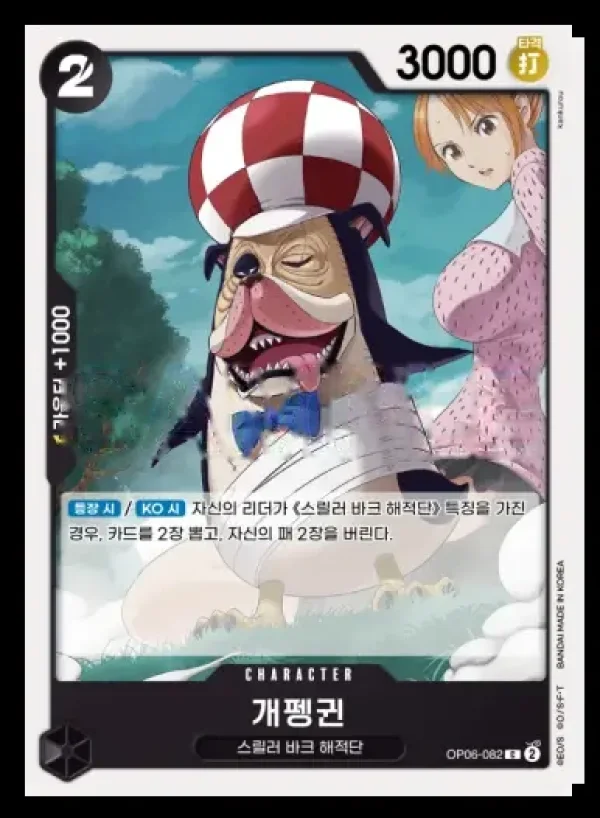 2
3000
타격
打
kankurou
카운터 +1000
등장 시 / KO 시 자신의 리더가 《스릴러 바크 해적단》 특징을 가진
경우, 카드를 2장 뽑고, 자신의 패 2장을 버린다.
CHARACTER
개펭귄
스릴러 바크 해적단
OP06-082 C 2
©EO/S ©O/S·F·T BANDAI MADE IN KOREA